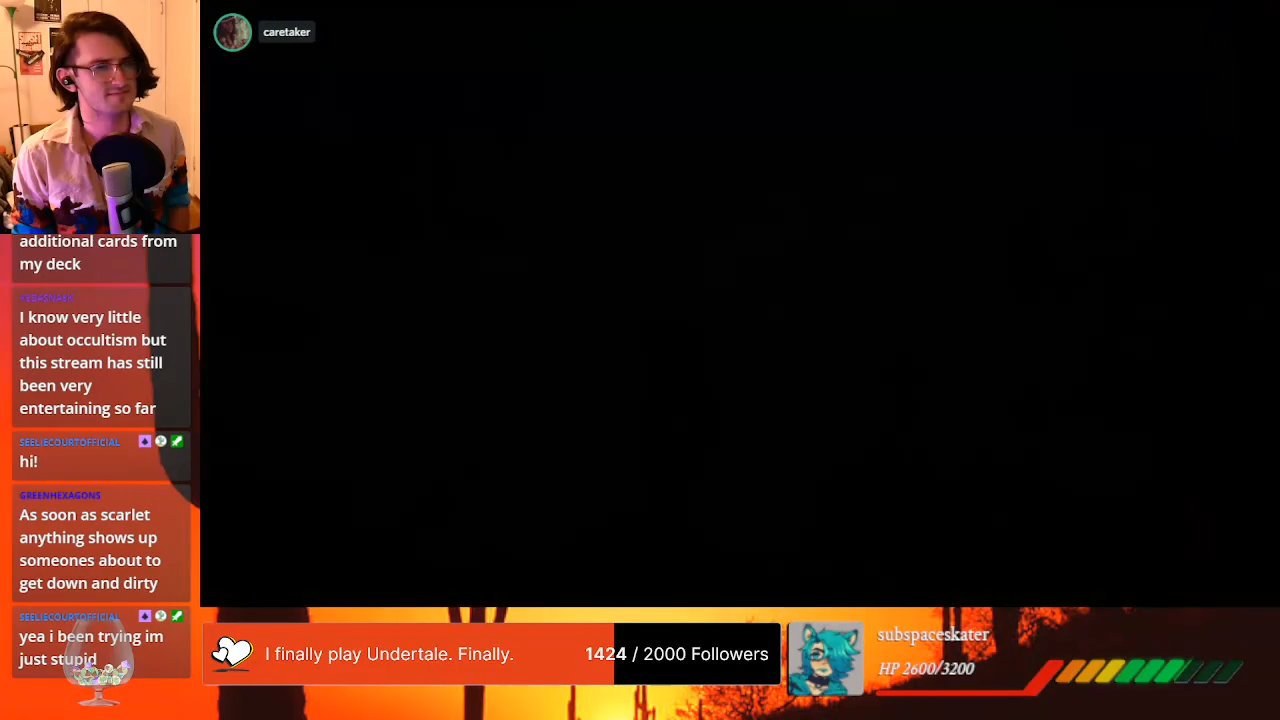 caretaker
additional cards from
my deck
I know very little
about occultism but
this stream has still
been very
entertaining so far
SEELIECOURTOFFICIAL
hi!
GREENHEXAGONS
As soon as scarlet
anything shows up
someones about to
get down and dirty
SEELIECOURTOFFICIAL
yea i been trying im
just stupid
I finally play Undertale. Finally. 1424 / 2000 Followers
subspaceskater
HP 2600/3200